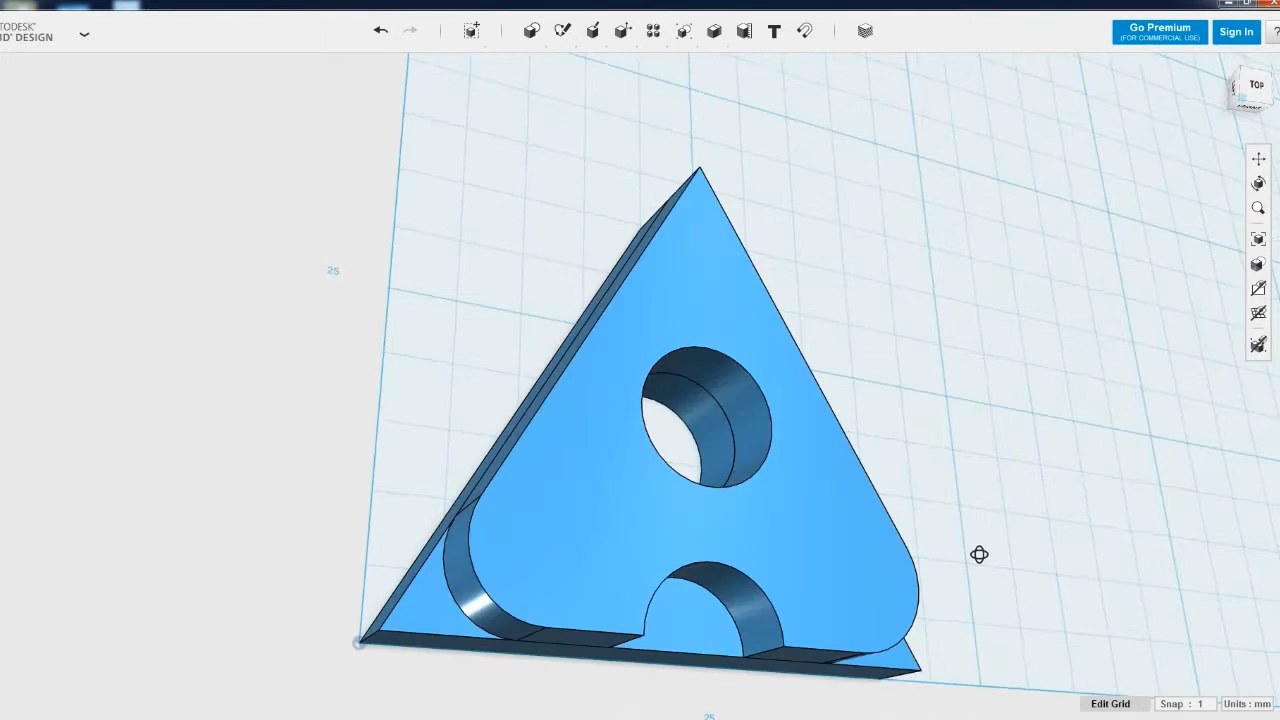 TODESK®
3D® DESIGN
T
Go Premium
(FOR COMMERCIAL USE)
Sign In
?
TOP
25
25
Edit Grid
Snap : 1
Units : mm